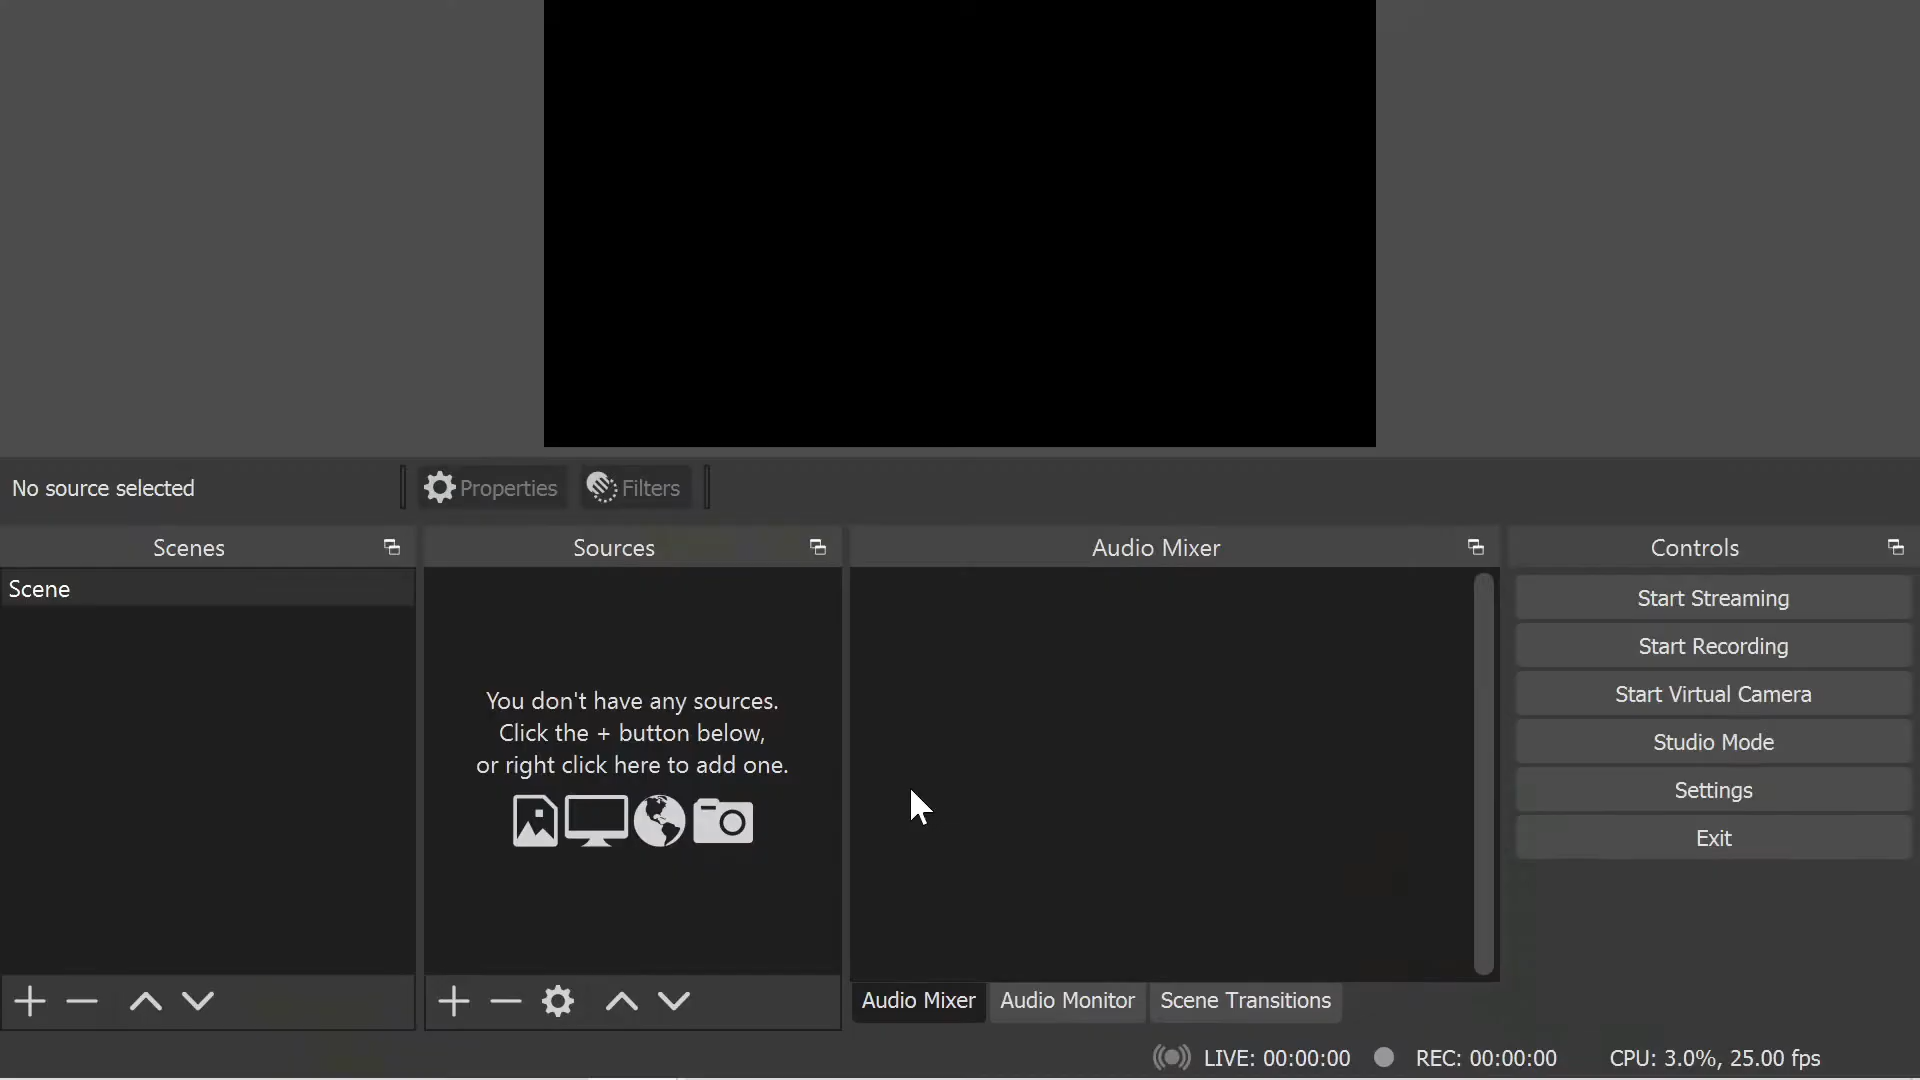 No source selected
Properties
Filters
Scenes
Sources
Audio Mixer
Controls
Scene
You don't have any sources.
Click the + button below,
or right click here to add one.
Start Streaming
Start Recording
Start Virtual Camera
Studio Mode
Settings
Exit
Audio Mixer
Audio Monitor
Scene Transitions
LIVE: 00:00:00
REC: 00:00:00
CPU: 3.0%, 25.00 fps